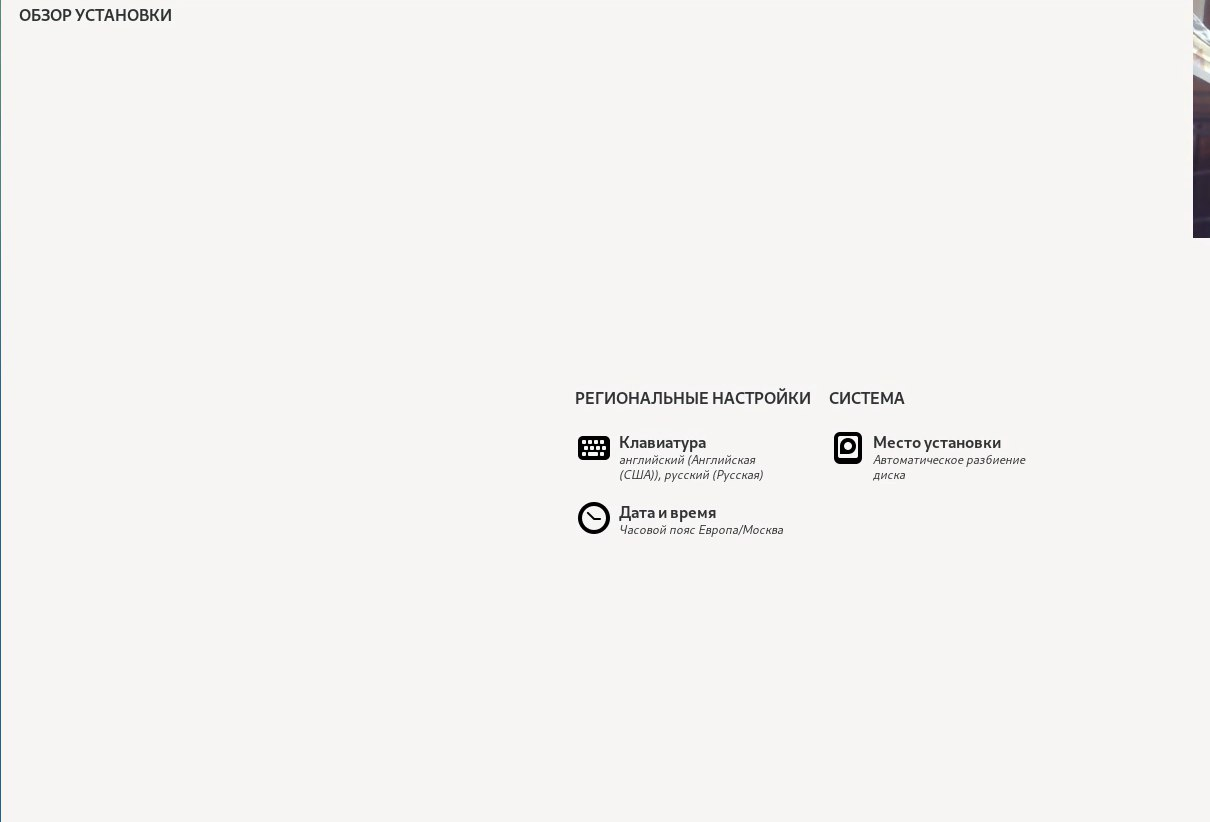 ОБЗОР УСТАНОВКИ
РЕГИОНАЛЬНЫЕ НАСТРОЙКИ
СИСТЕМА
Клавиатура
английский (Английская
(США)), русский (Русская)
Место установки
Автоматическое разбиение
диска
Дата и время
Часовой пояс Европа/Москва